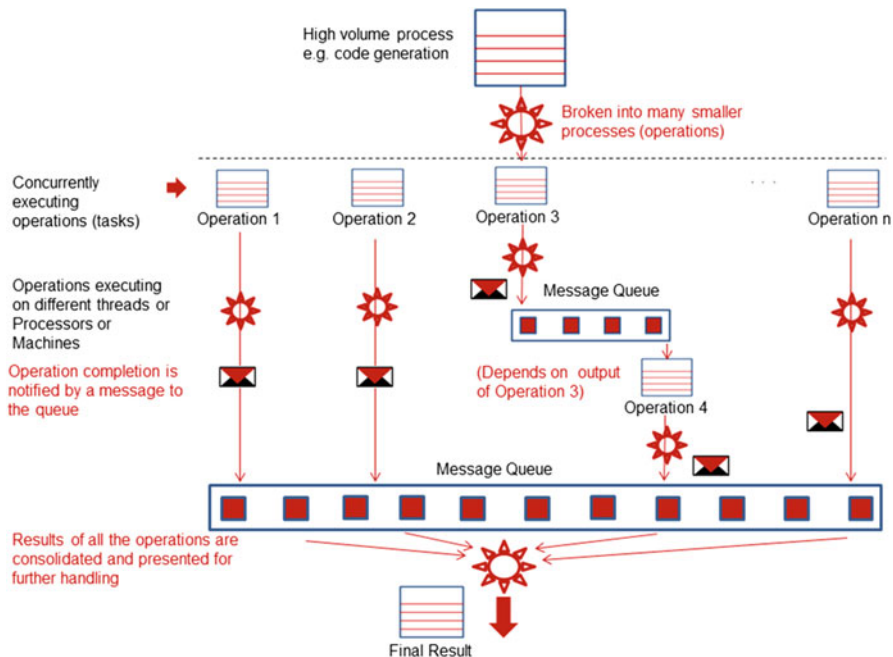 High volume process
e.g. code generation
Broken into many smaller
processes (operations)
Concurrently
executing
operations (tasks)
Operation 1
Operation 2
Operation 3
. . .
Operation n
Operations executing
on different threads or
Processors or
Machines
Message Queue
Operation completion is
notified by a message to
the queue
(Depends on output
of Operation 3)
Operation 4
Message Queue
Results of all the operations are
consolidated and presented for
further handling
Final Result